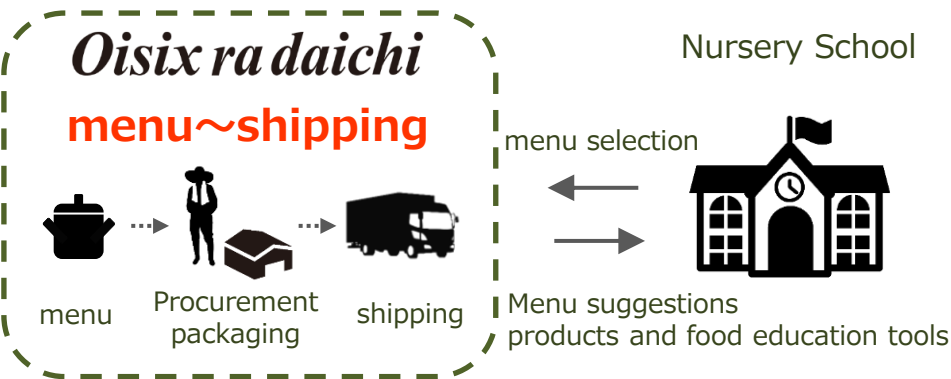 Oisix ra daichi
menu～shipping
menu
Procurement
packaging
shipping
Nursery School
menu selection
Menu suggestions
products and food education tools